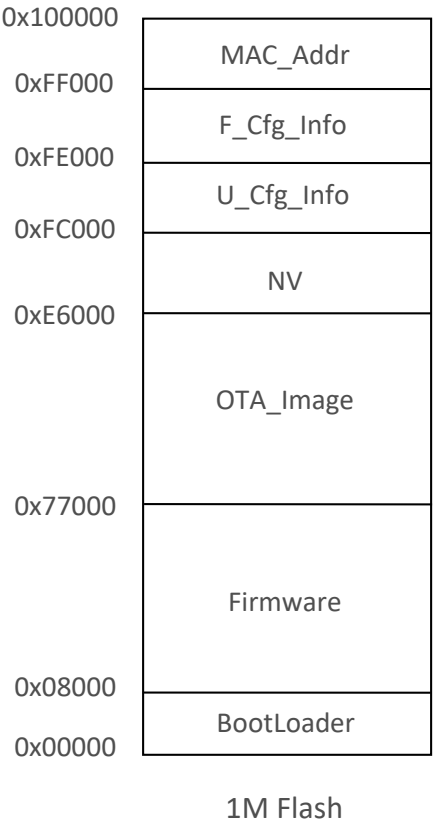 0x100000
MAC_Addr
0xFF000
F_Cfg_Info
0xFE000
U_Cfg_Info
0xFC000
NV
0xE6000
OTA_Image
0x77000
Firmware
0x08000
BootLoader
0x00000
1M Flash